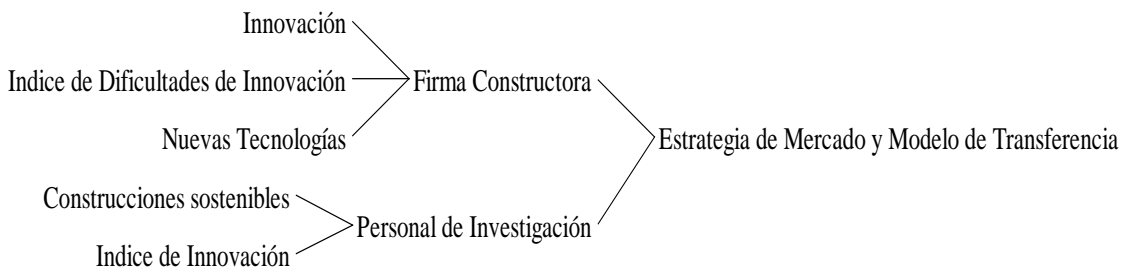 Innovación
Indice de Dificultades de Innovación
Firma Constructora
Nuevas Tecnologías
Estrategia de Mercado y Modelo de Transferencia
Construcciones sostenibles
Personal de Investigación
Indice de Innovación